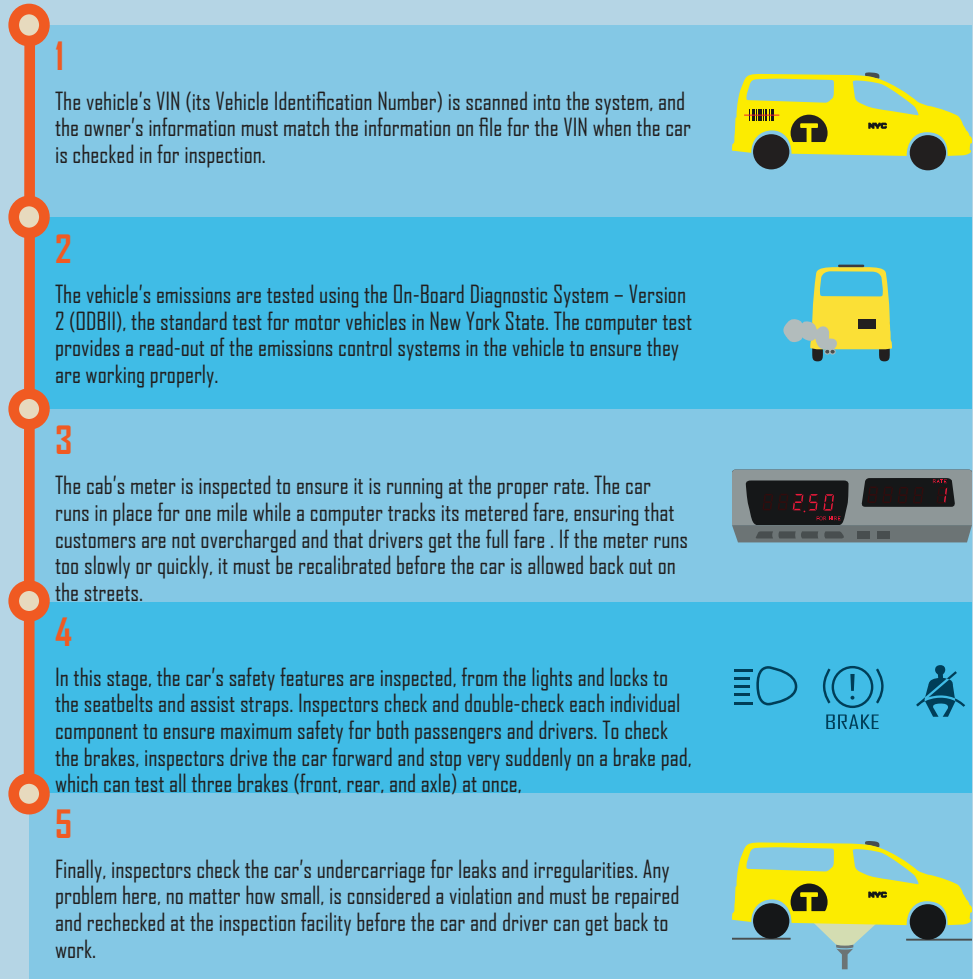 1
The vehicle's VIN (its Vehicle Identification Number) is scanned into the system, and
the owner's information must match the information on file for the VIN when the car
is checked in for inspection.
NYC
2
The vehicle's emissions are tested using the On-Board Diagnostic System – Version
2 (ODBII), the standard test for motor vehicles in New York State. The computer test
provides a read-out of the emissions control systems in the vehicle to ensure they
are working properly.
3
The cab's meter is inspected to ensure it is running at the proper rate. The car
runs in place for one mile while a computer tracks its metered fare, ensuring that
customers are not overcharged and that drivers get the full fare . If the meter runs
too slowly or quickly, it must be recalibrated before the car is allowed back out on
the streets.
RATE
2.50 1
FOR HIRE
4
In this stage, the car's safety features are inspected, from the lights and locks to
the seatbelts and assist straps. Inspectors check and double-check each individual
component to ensure maximum safety for both passengers and drivers. To check
the brakes, inspectors drive the car forward and stop very suddenly on a brake pad,
which can test all three brakes (front, rear, and axle) at once,
!
BRAKE
5
Finally, inspectors check the car's undercarriage for leaks and irregularities. Any
problem here, no matter how small, is considered a violation and must be repaired
and rechecked at the inspection facility before the car and driver can get back to
work.
T NYC